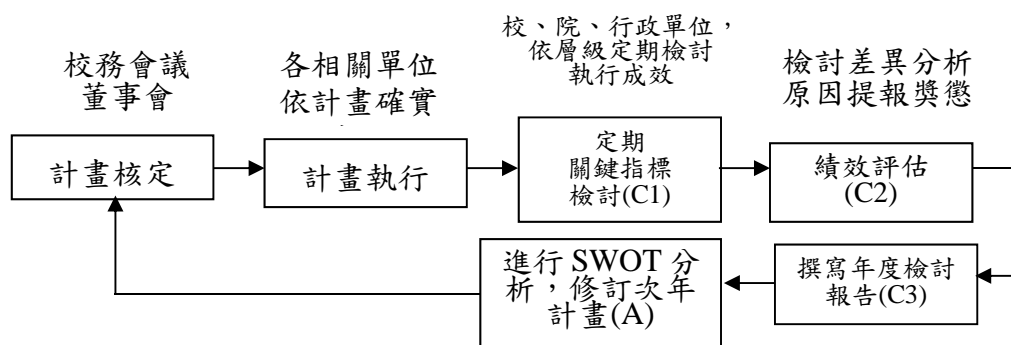 校務會議
董事會
各相關單位
依計畫確實
校、院、行政單位，
依層級定期檢討
執行成效
檢討差異分析
原因提報獎懲
計畫核定
計畫執行
定期
關鍵指標
檢討(C1)
績效評估
(C2)
進行 SWOT 分
析，修訂次年
計畫(A)
撰寫年度檢討
報告(C3)